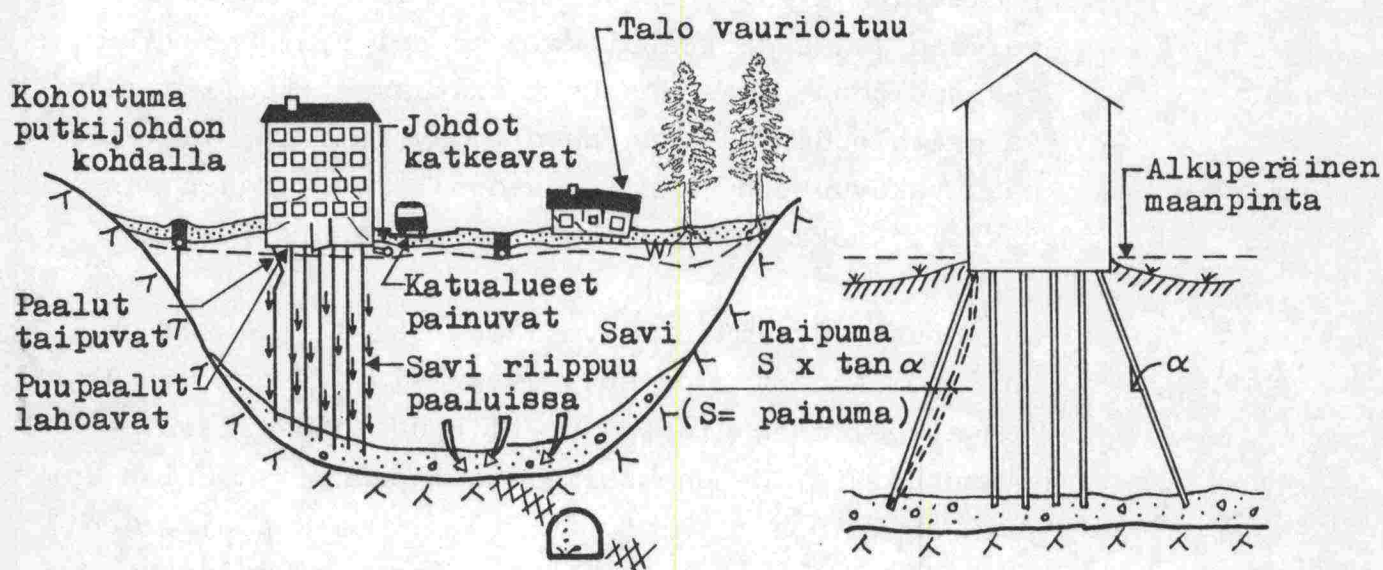 Talo vaurioituu
Kohoutuma
putkijohdon
kohdalla
Johdot
katkeavat
Alkuperäinen
maanpinta
Paalut
taipuvat
Puupaalut
lahoavat
Katualueet
painuvat
Savi
Savi riippuu
paaluissa
Taipuma
S x tan α
(S= painuma)
α